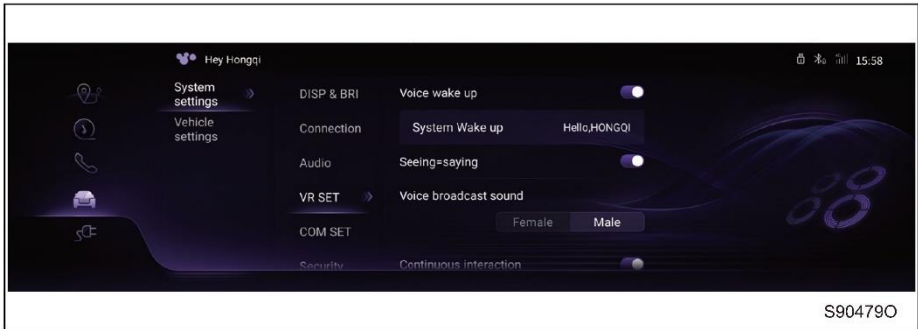 Hey Hongqi
15:58
System
settings
Vehicle
settings
DISP & BRI
Connection
Audio
VR SET
COM SET
Security
Voice wake up
System Wake up Hello,HONGQI
Seeing=saying
Voice broadcast sound
Female Male
Continuous interaction
S90479O